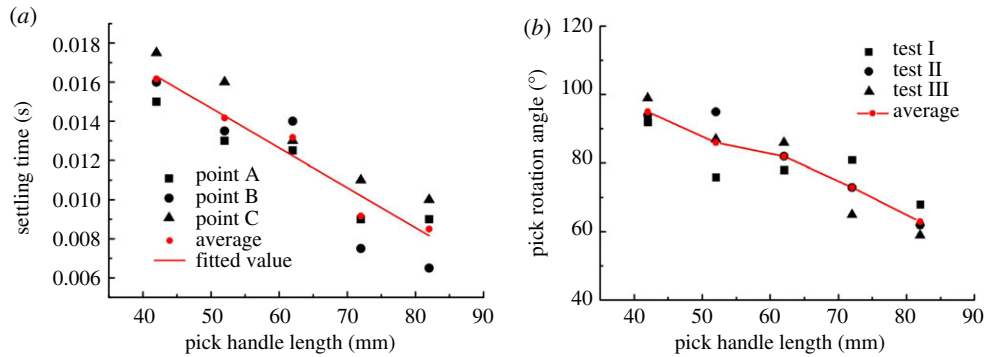 (a)
settling time (s)
0.018
0.016
0.014
0.012
0.010
0.008
0.006
point A
point B
point C
average
fitted value
40 50 60 70 80 90
pick handle length (mm)
(b)
pick rotation angle (°)
120
100
80
60
40
test I
test II
test III
average
40 50 60 70 80 90
pick handle length (mm)